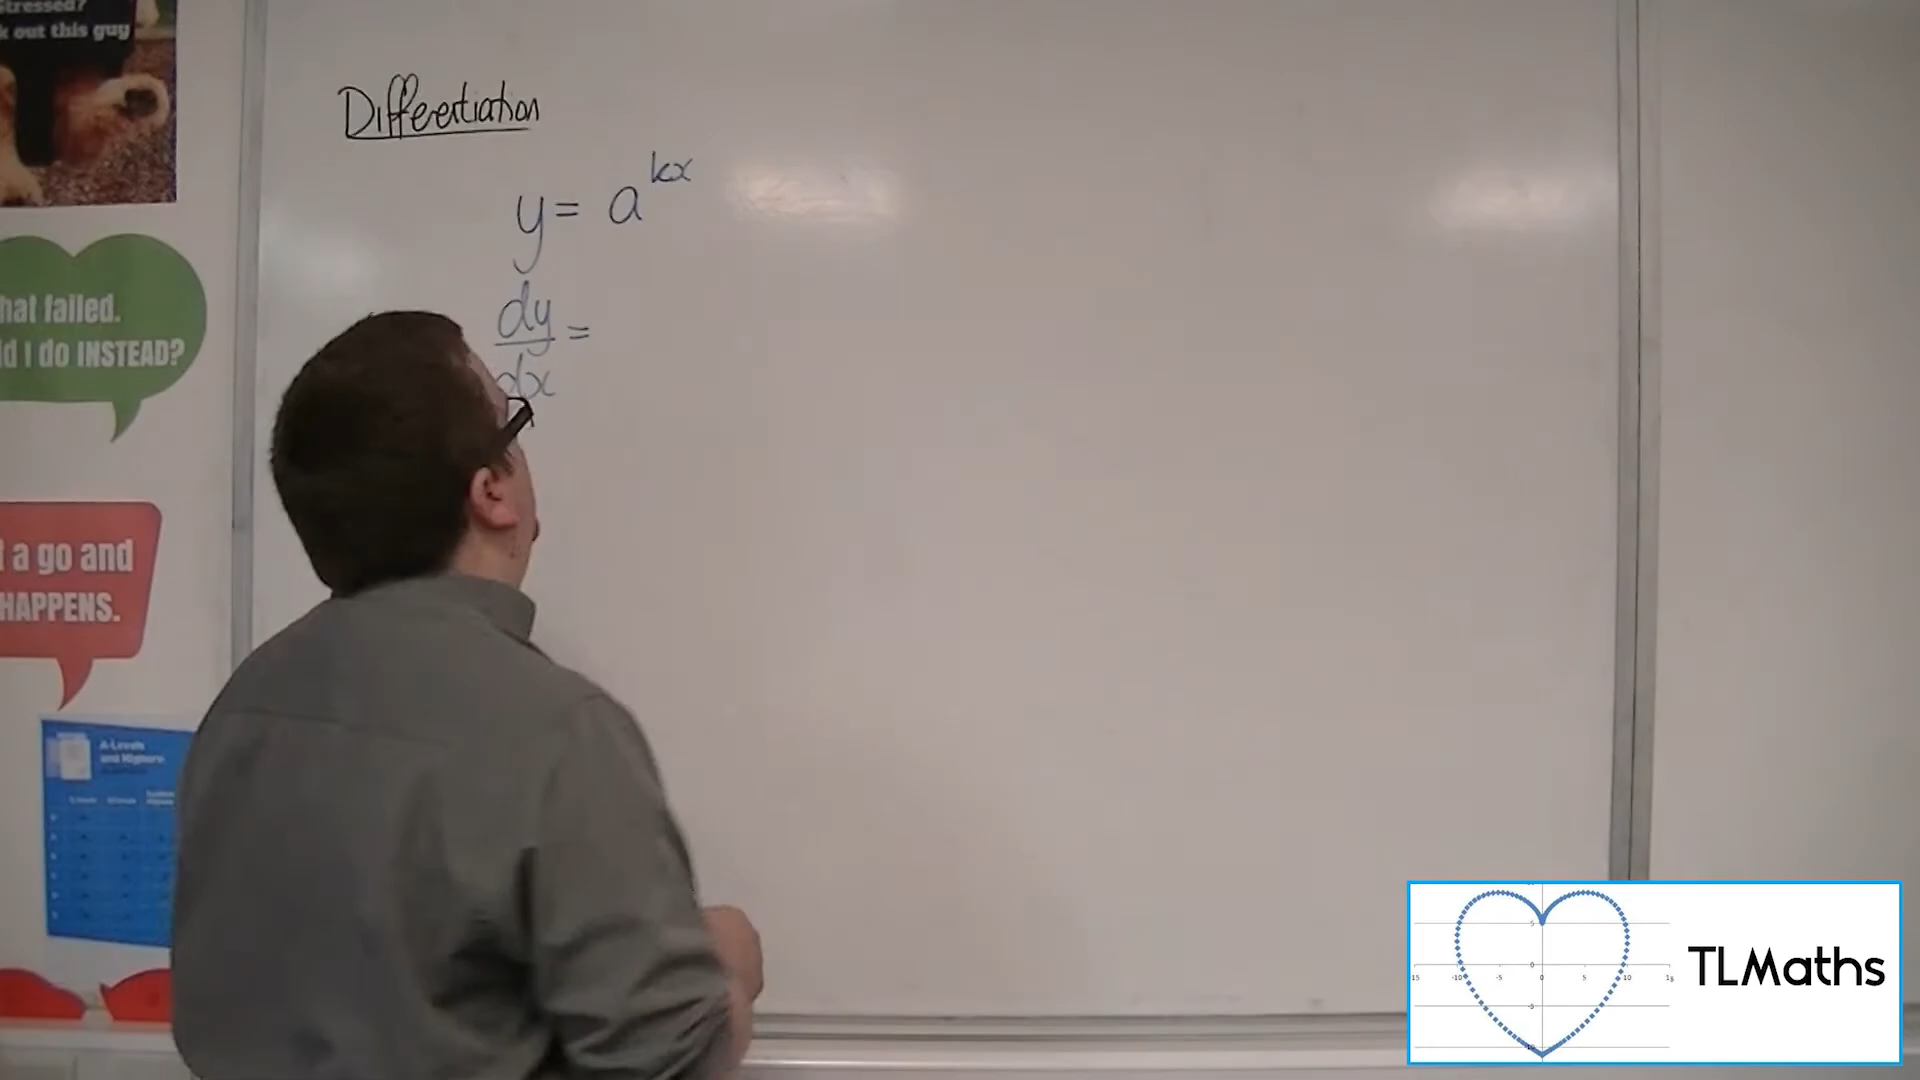 Stressed?
k out this guy
Differentiation
y = a^{kx}
dy/dx =
hat failed.
d I do INSTEAD?
a go and
HAPPENS.
A-Levels
and Highers
TLMaths